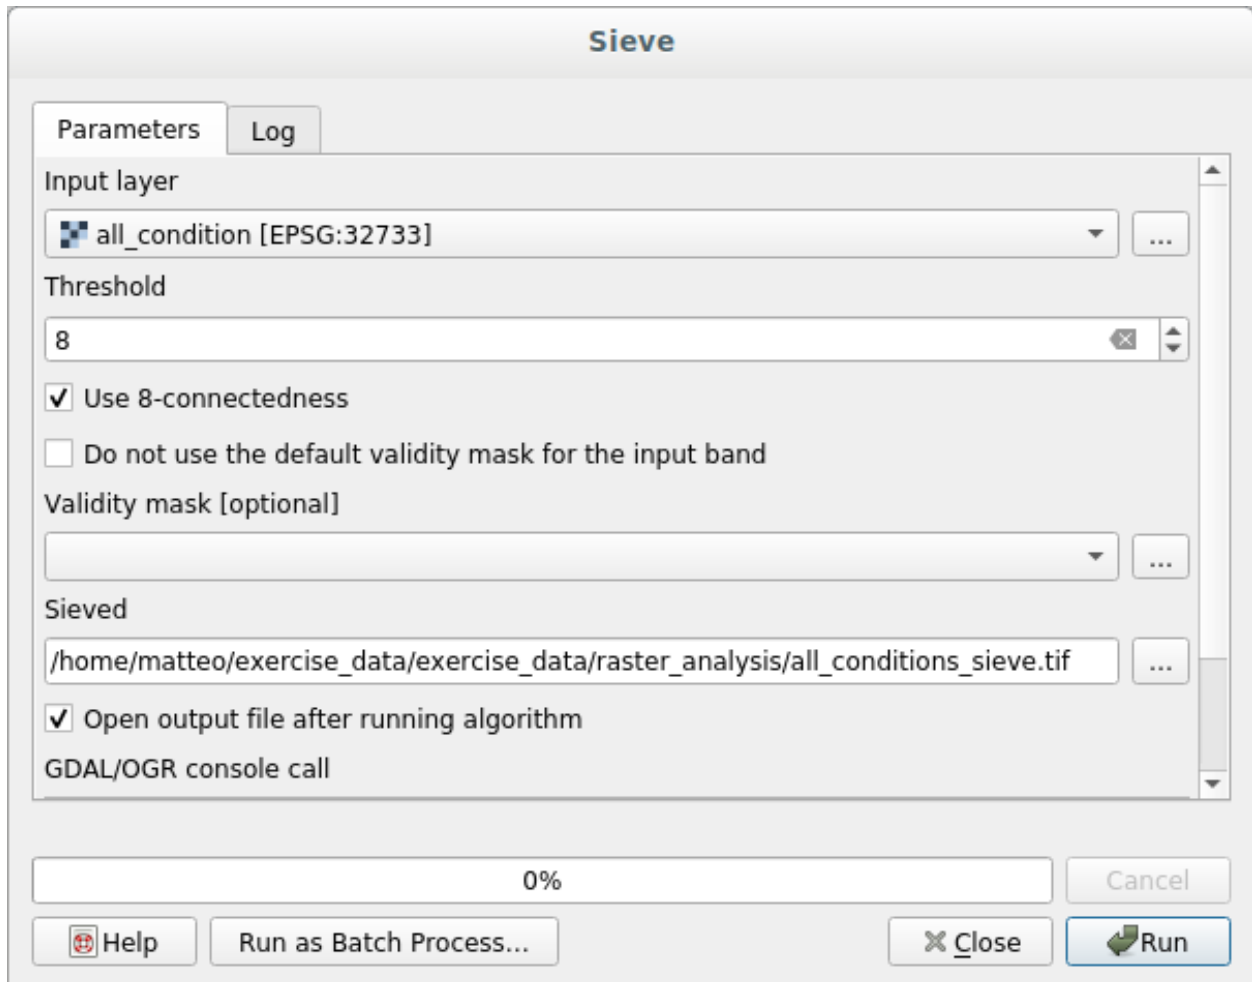 Sieve
Parameters
Log
Input layer
all_condition [EPSG:32733]
...
Threshold
8
Use 8-connectedness
Do not use the default validity mask for the input band
Validity mask [optional]
...
Sieved
/home/matteo/exercise_data/exercise_data/raster_analysis/all_conditions_sieve.tif
...
Open output file after running algorithm
GDAL/OGR console call
0%
Cancel
Help
Run as Batch Process...
Close
Run